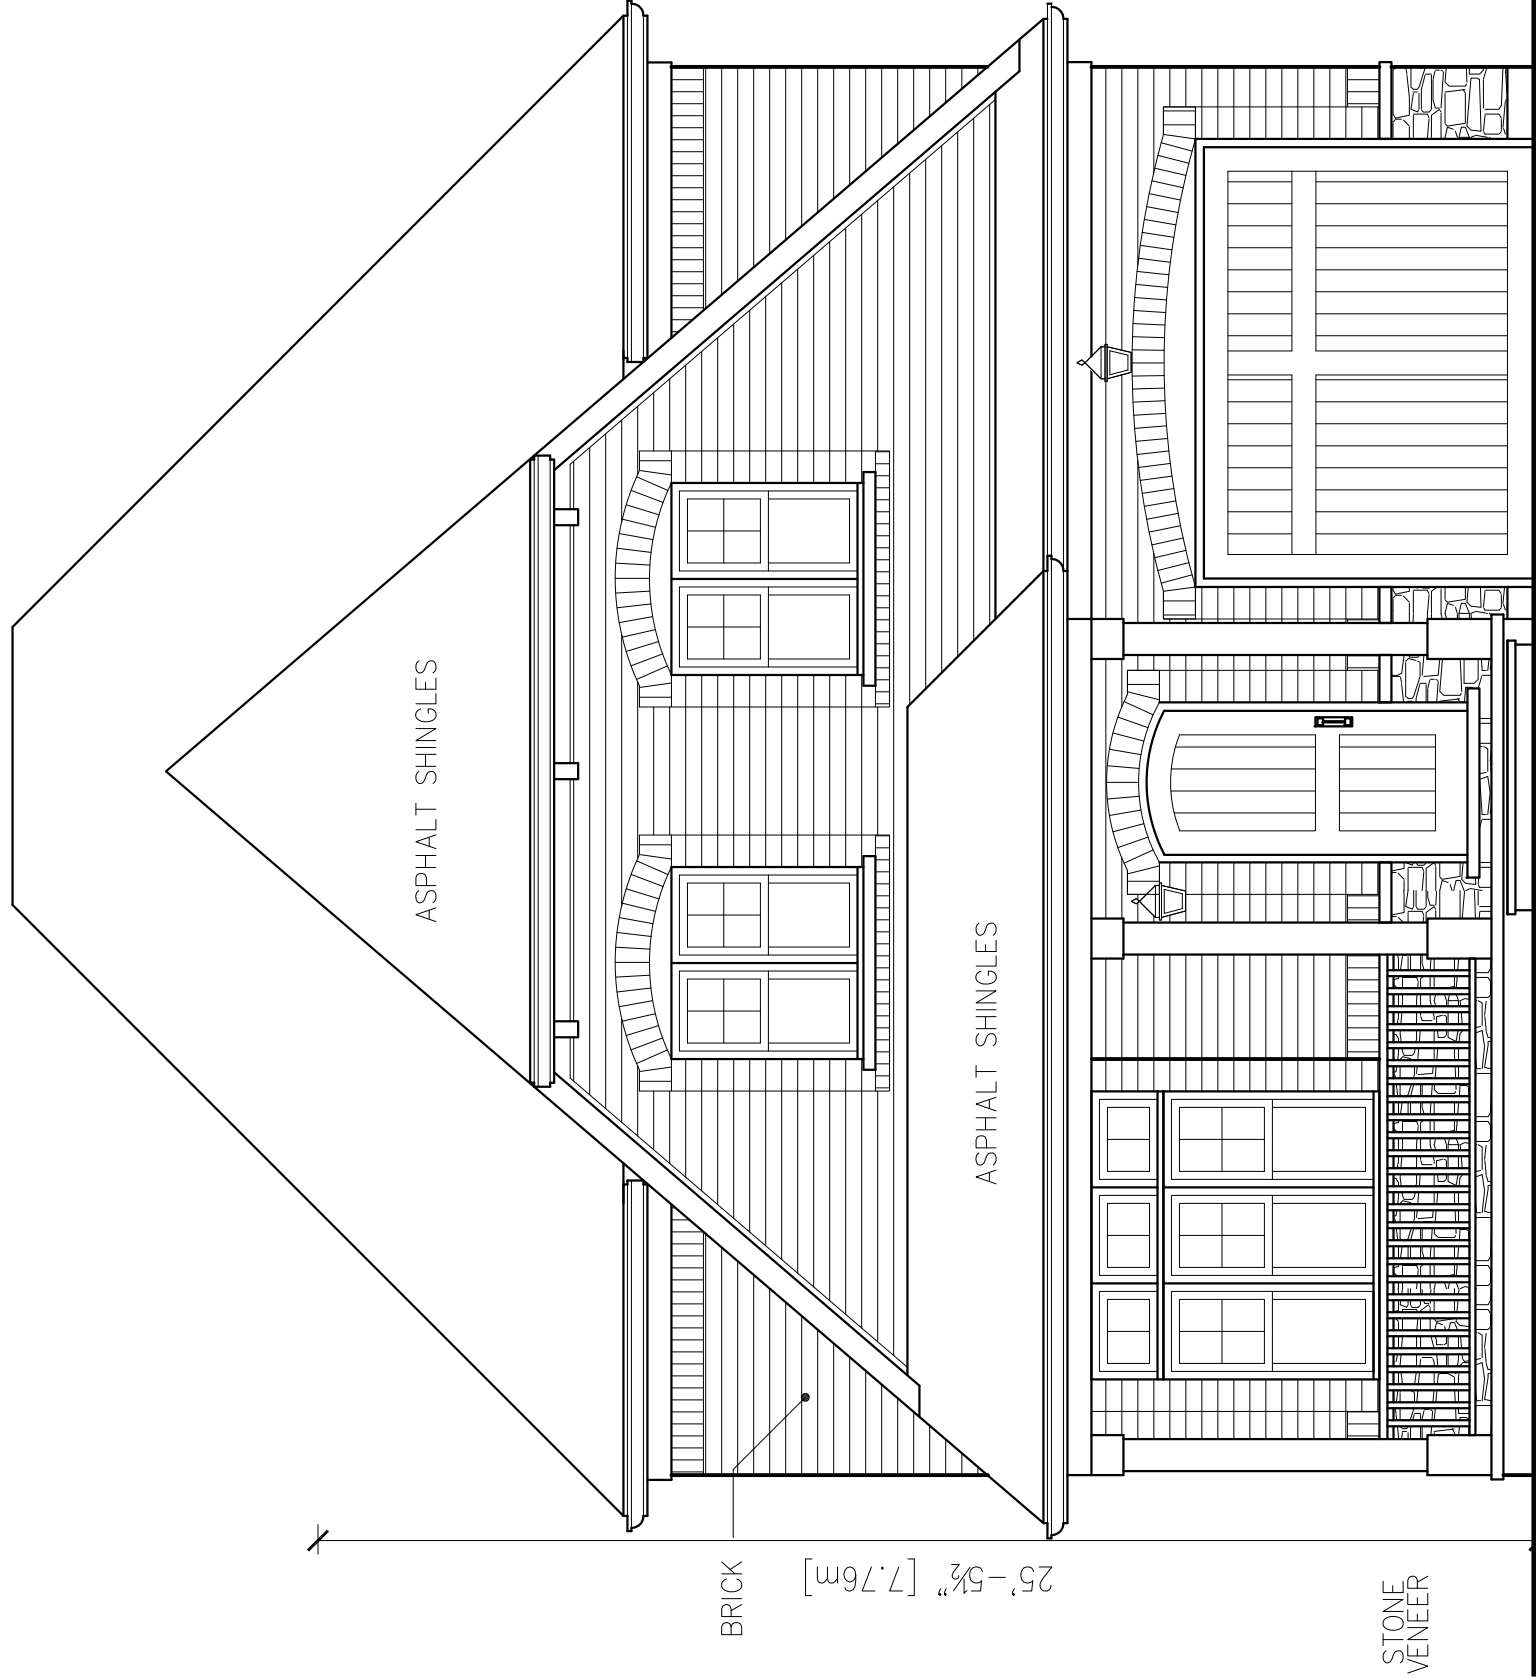 ASPHALT SHINGLES
ASPHALT SHINGLES
BRICK
25'-5½" [7.76m]
STONE
VENEER